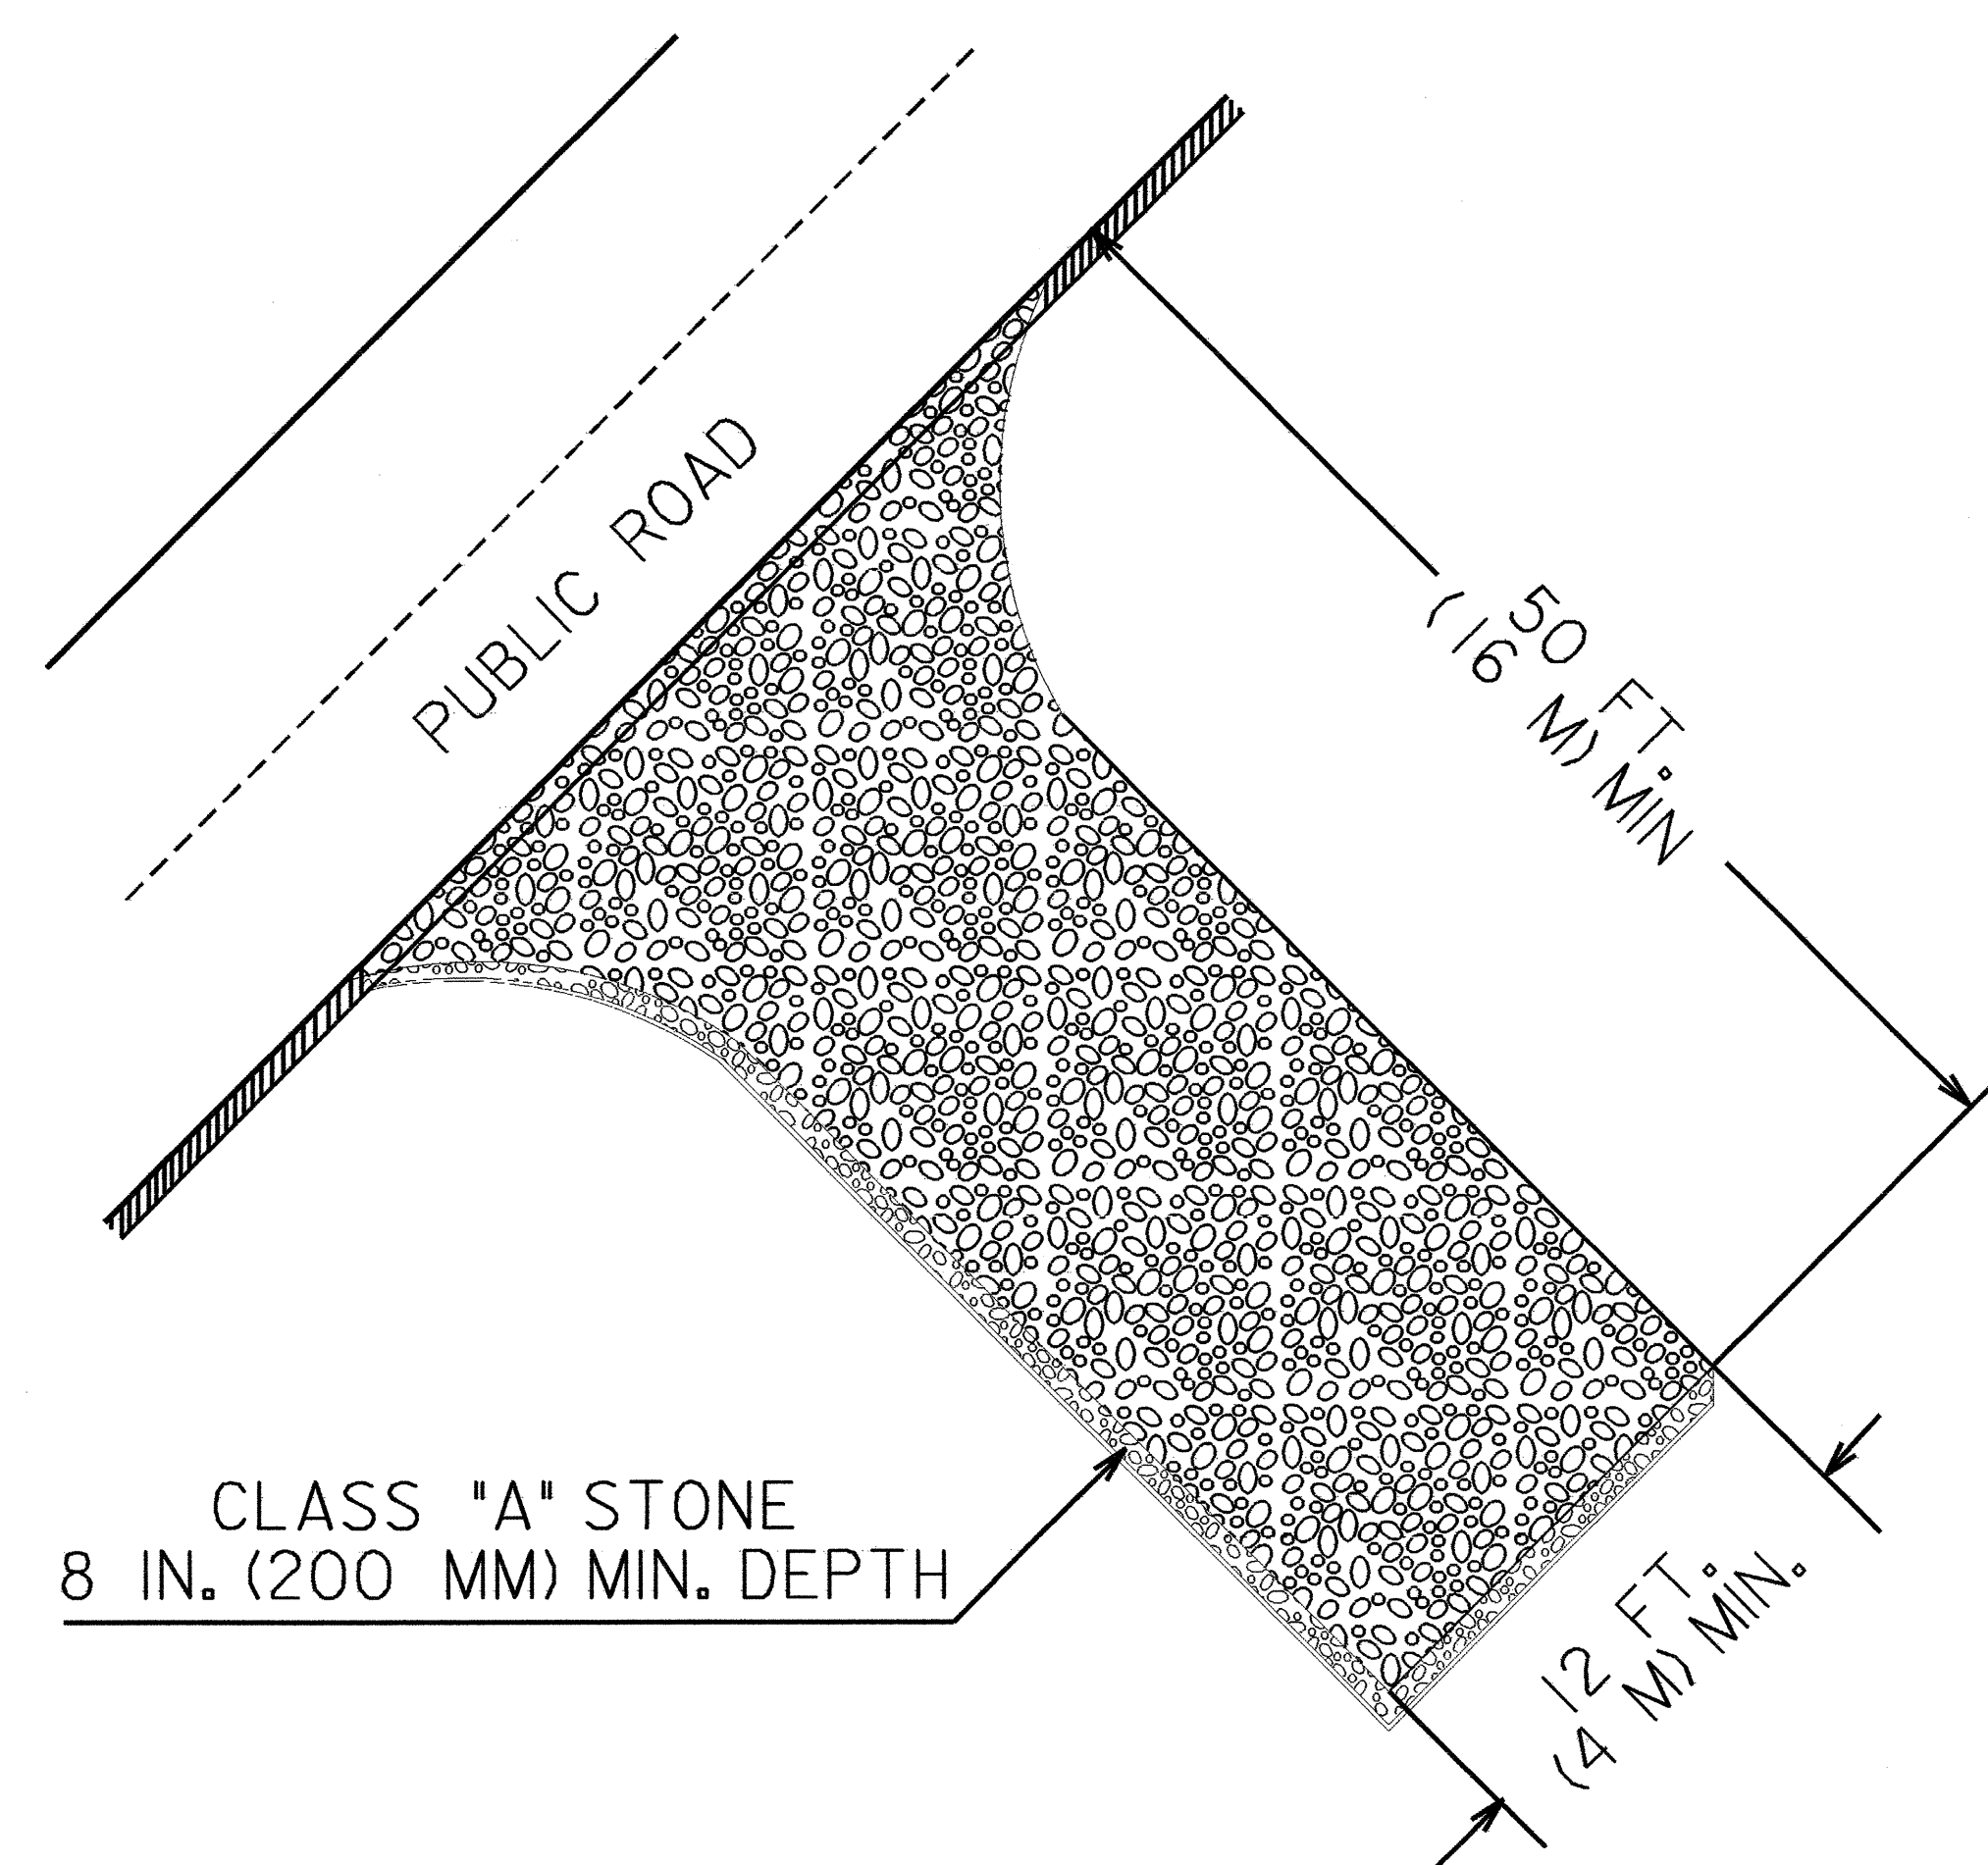 PUBLIC ROAD
50 FT.
(16 M) MIN
CLASS "A" STONE
8 IN. (200 MM) MIN. DEPTH
12 FT.
(4 M) MIN.